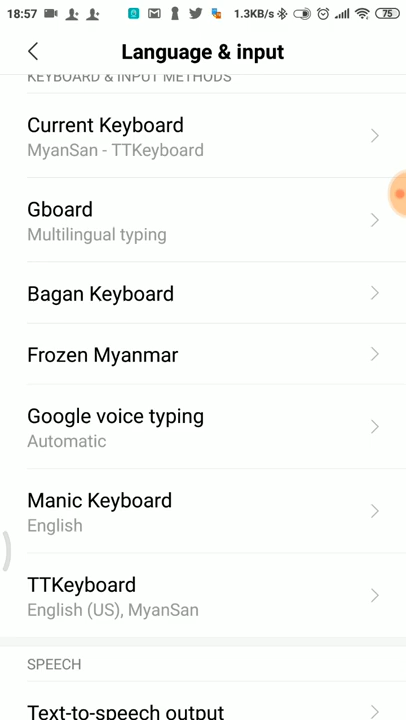 18:57 1.3KB/s 75
Language & input
KEYBOARD & INPUT METHODS
Current Keyboard
MyanSan - TTKeyboard
Gboard
Multilingual typing
Bagan Keyboard
Frozen Myanmar
Google voice typing
Automatic
Manic Keyboard
English
TTKeyboard
English (US), MyanSan
SPEECH
Text-to-speech output